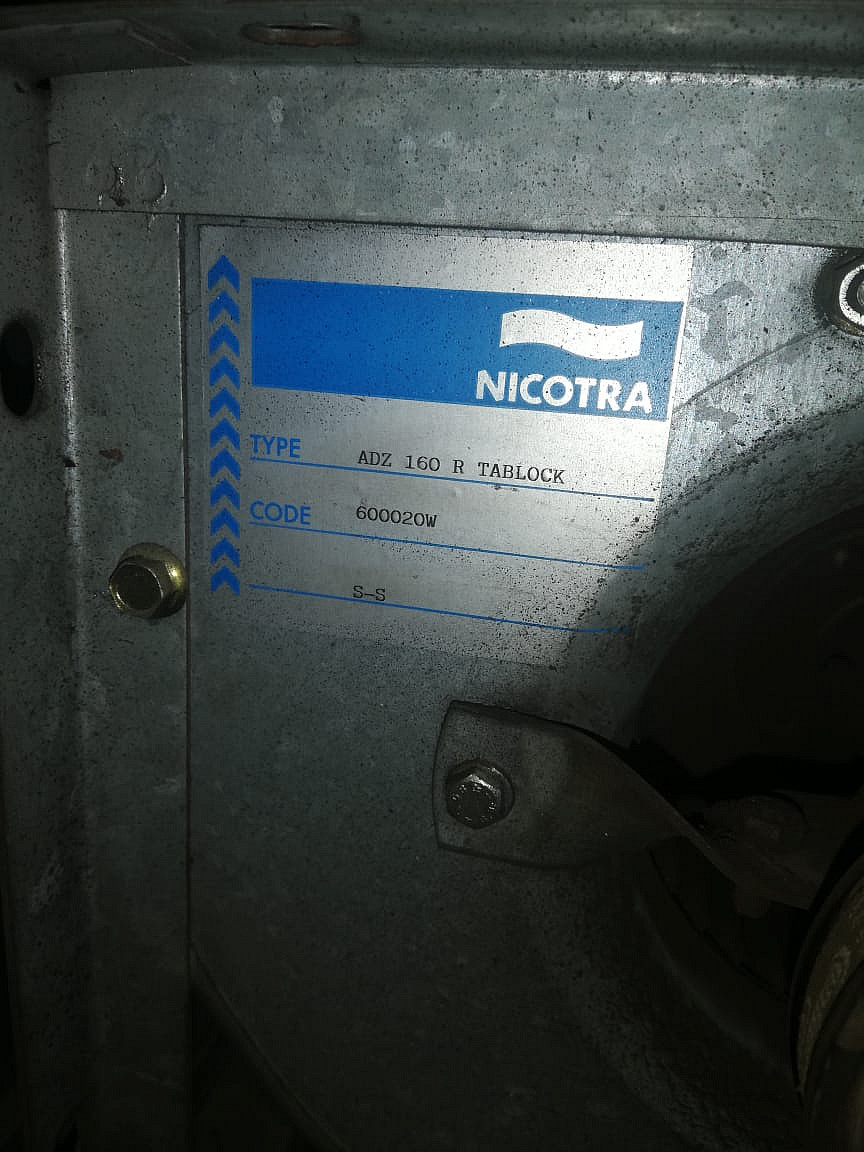 NICOTRA
TYPE ADZ 160 R TABLOCK
CODE 600020W
S-S